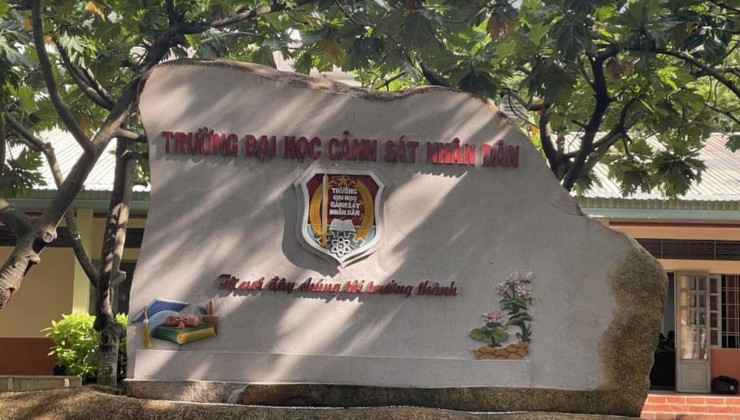 TRƯỜNG ĐẠI HỌC CẢNH SÁT NHÂN DÂN
TRƯỜNG
ĐẠI HỌC
CẢNH SÁT
NHÂN DÂN
Từ nơi đây chúng tôi trưởng thành